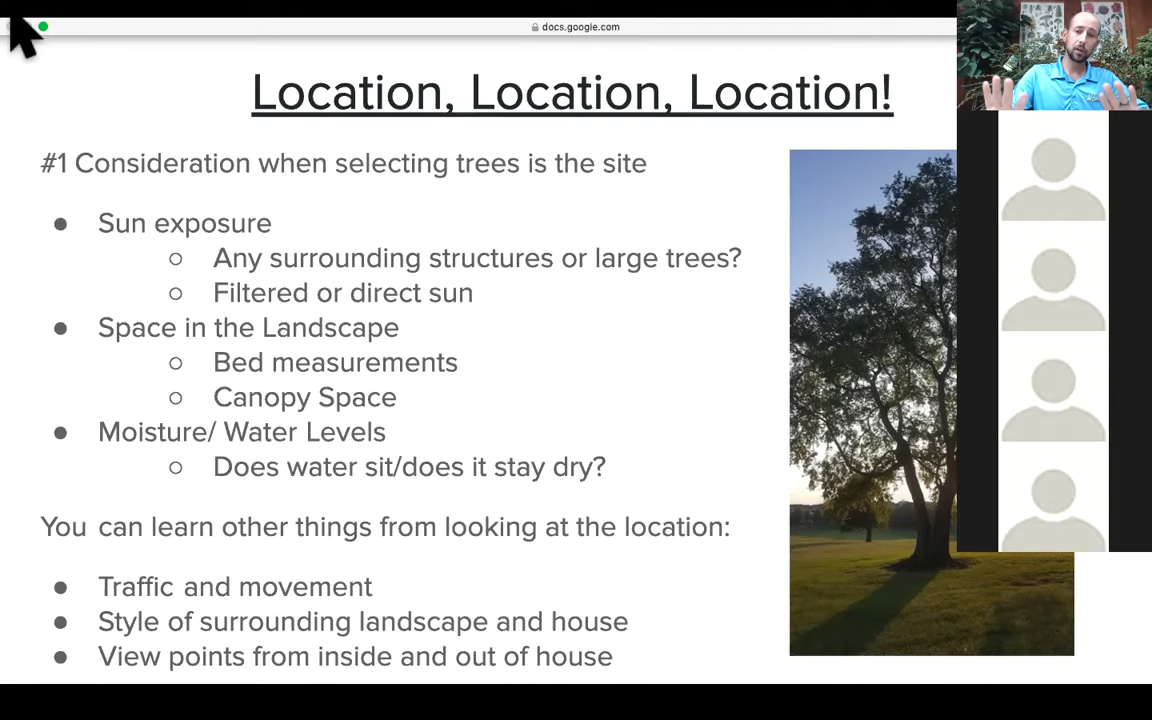 docs.google.com
Location, Location, Location!
#1 Consideration when selecting trees is the site
● Sun exposure
○ Any surrounding structures or large trees?
○ Filtered or direct sun
● Space in the Landscape
○ Bed measurements
○ Canopy Space
● Moisture/ Water Levels
○ Does water sit/does it stay dry?
You can learn other things from looking at the location:
● Traffic and movement
● Style of surrounding landscape and house
● View points from inside and out of house